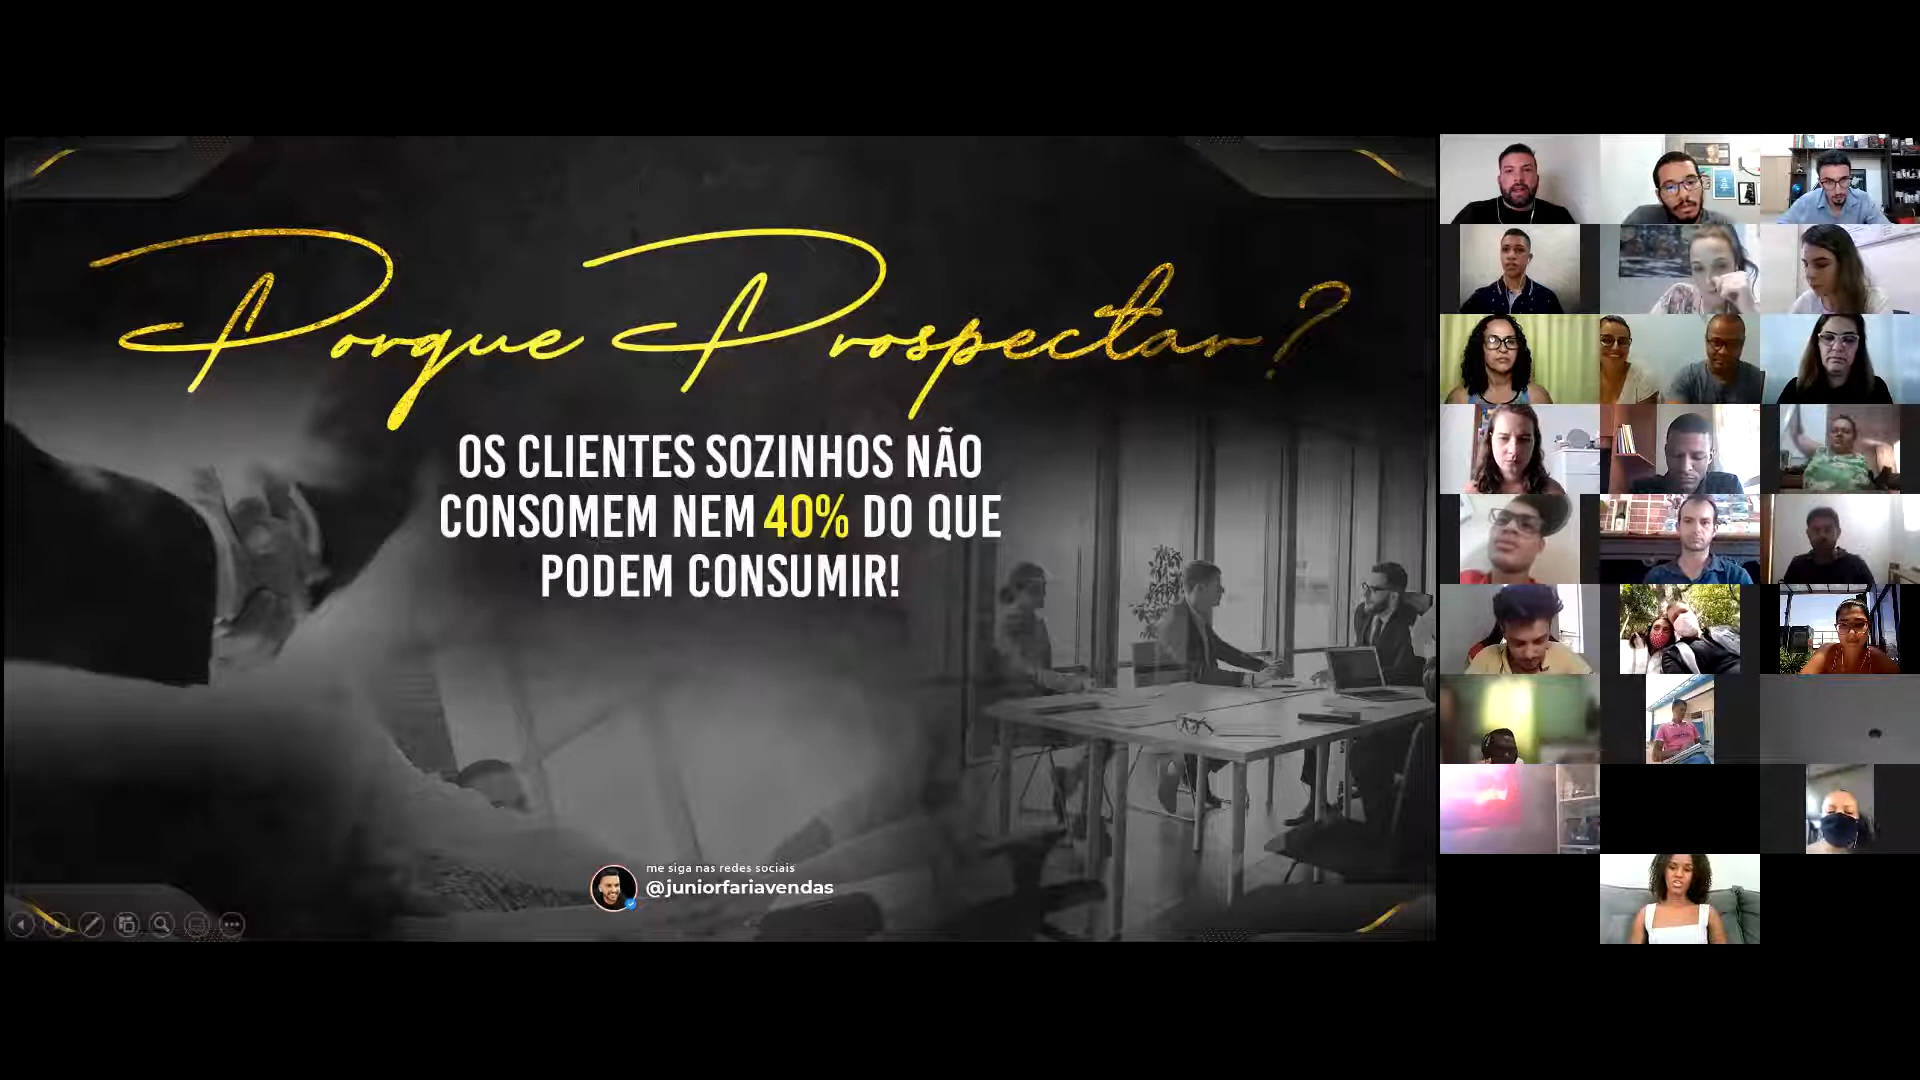 Porque Prospectar?
OS CLIENTES SOZINHOS NÃO
CONSOMEM NEM 40% DO QUE
PODEM CONSUMIR!
me siga nas redes sociais
@juniorfariavendas